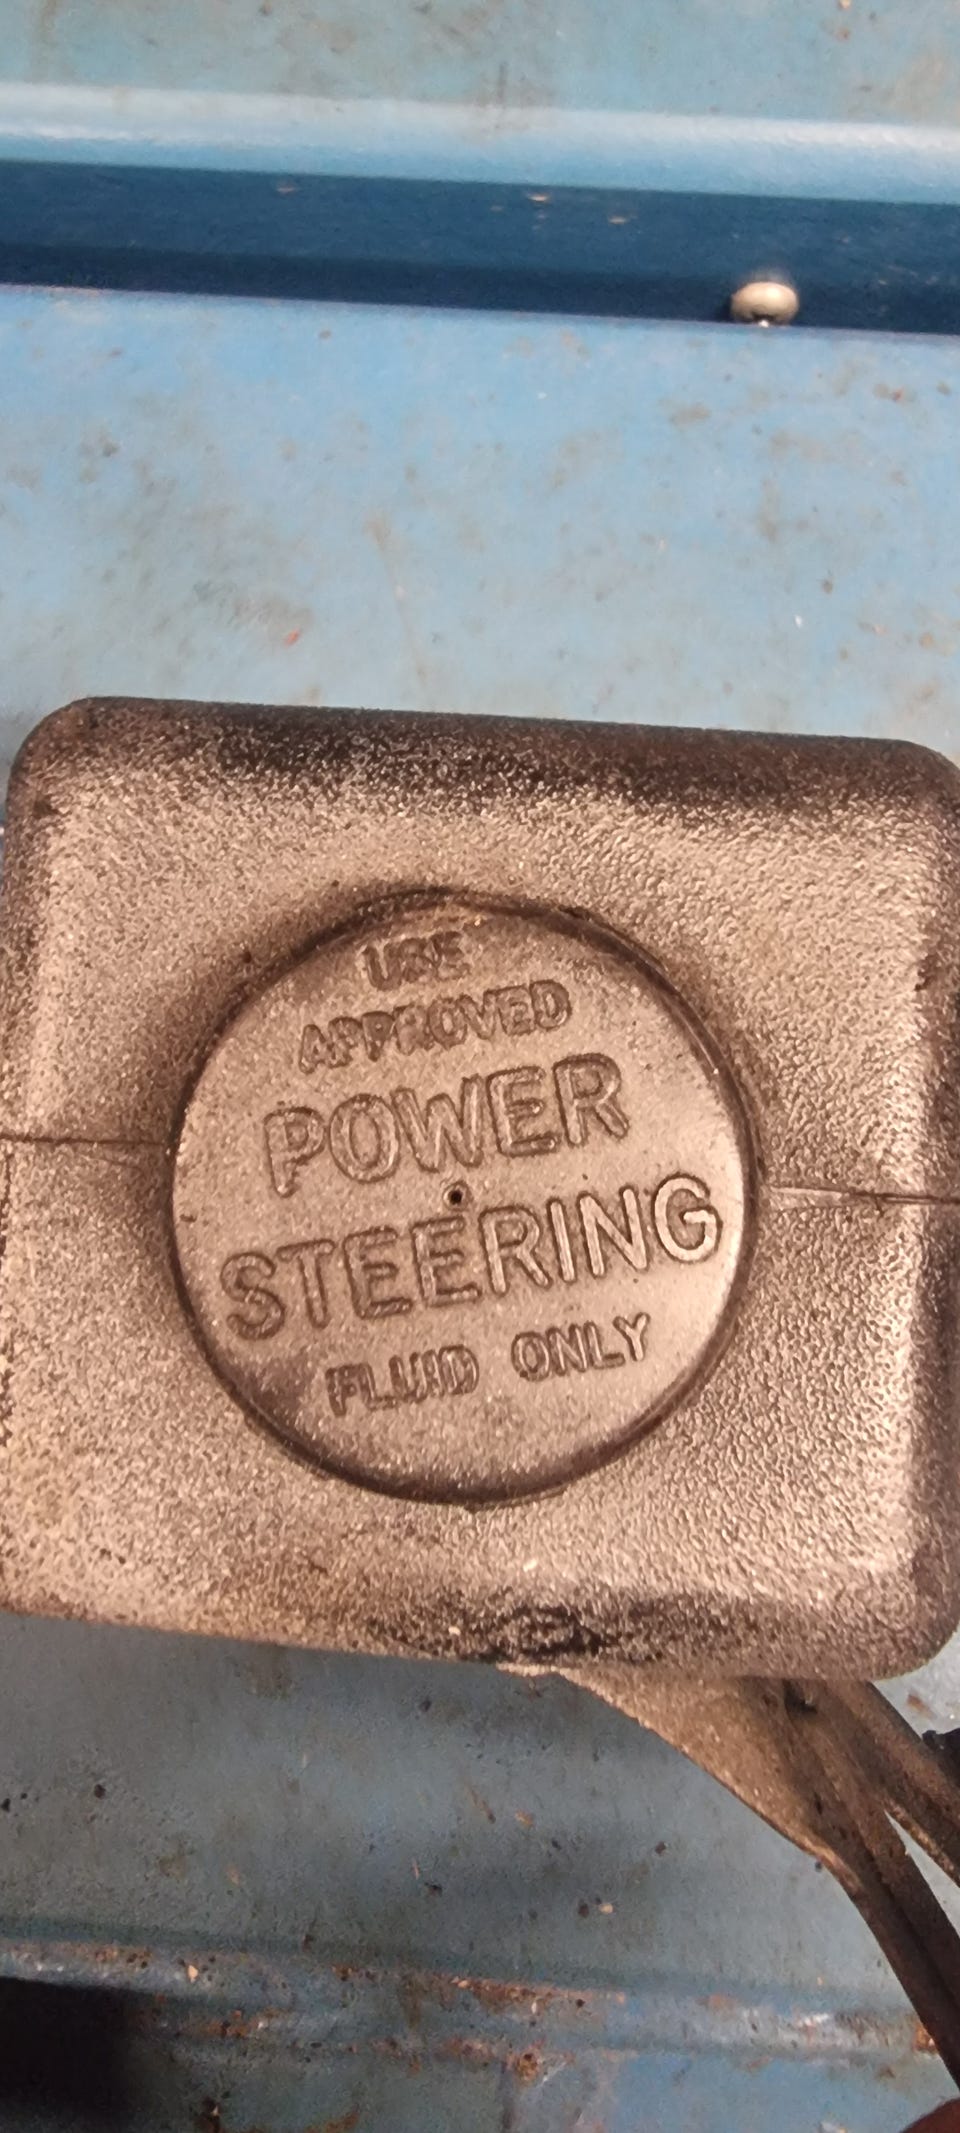 USE
APPROVED
POWER
STEERING
FLUID ONLY